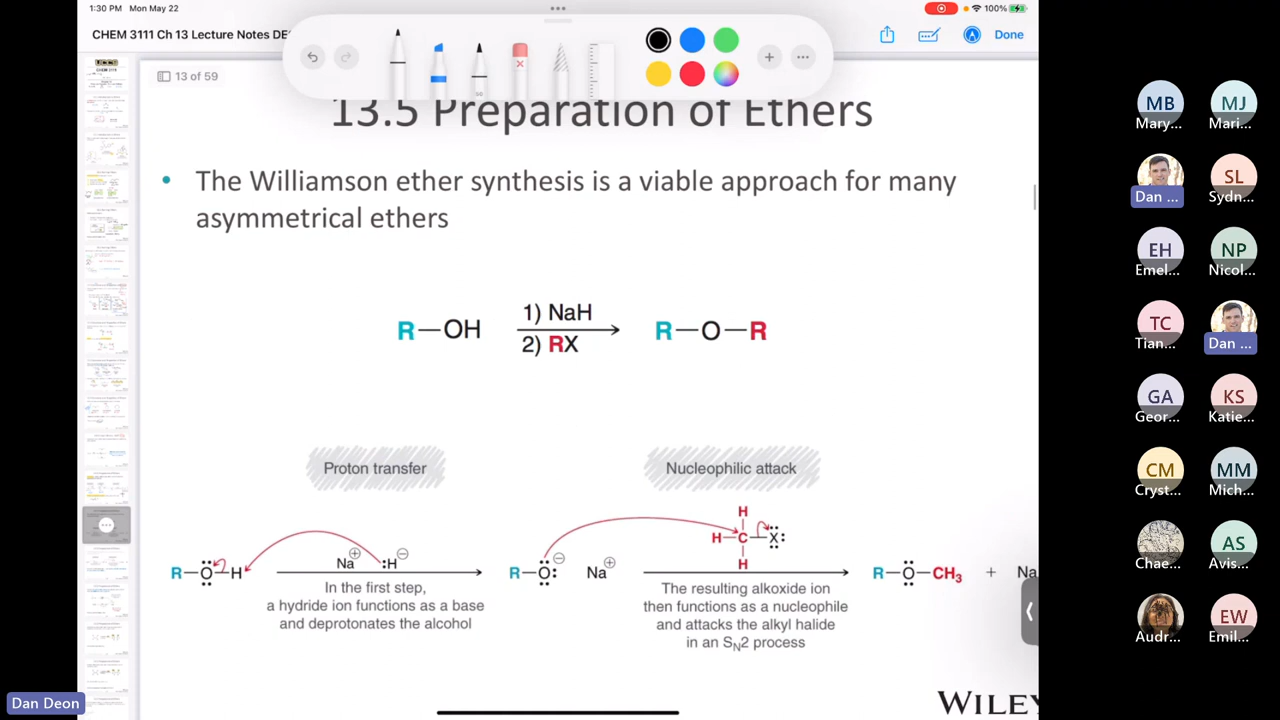 1:30 PM Mon May 22
100%
CHEM 3111 Ch 13 Lecture Notes DE
Done
13 of 59
13.5 Preparation of Ethers
• The Williamson ether synthesis is a viable approach for many
asymmetrical ethers
R—OH
1) NaH
2) RX
R—O—R
Proton transfer
Nucleophilic attack
H
H—C—X:
H
R—O—H
Na⊕ :H⊖
R—O:⊖
Na⊕
R—O—CH3 + Na
In the first step,
a hydride ion functions as a base
and deprotonates the alcohol
The resulting alkoxide ion
then functions as a nucleophile
and attacks the alkyl halide
in an SN2 process
WILEY
Dan Deon
MB
Mary...
MJ
Mari...
Dan ...
SL
Sydn...
EH
Emel...
NP
Nicol...
TC
Tian...
Dan ...
GA
Geor...
KS
Katie...
CM
Cryst...
MM
Mich...
Chae...
AS
Avis...
Audr...
EW
Emil...